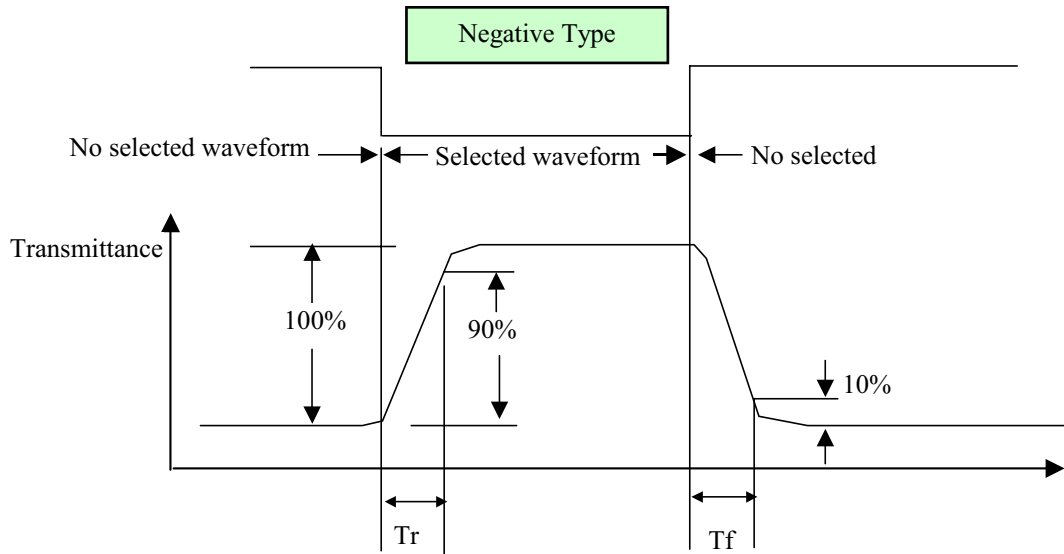 Negative Type
No selected waveform
Selected waveform
No selected
Transmittance
100%
90%
10%
Tr
Tf